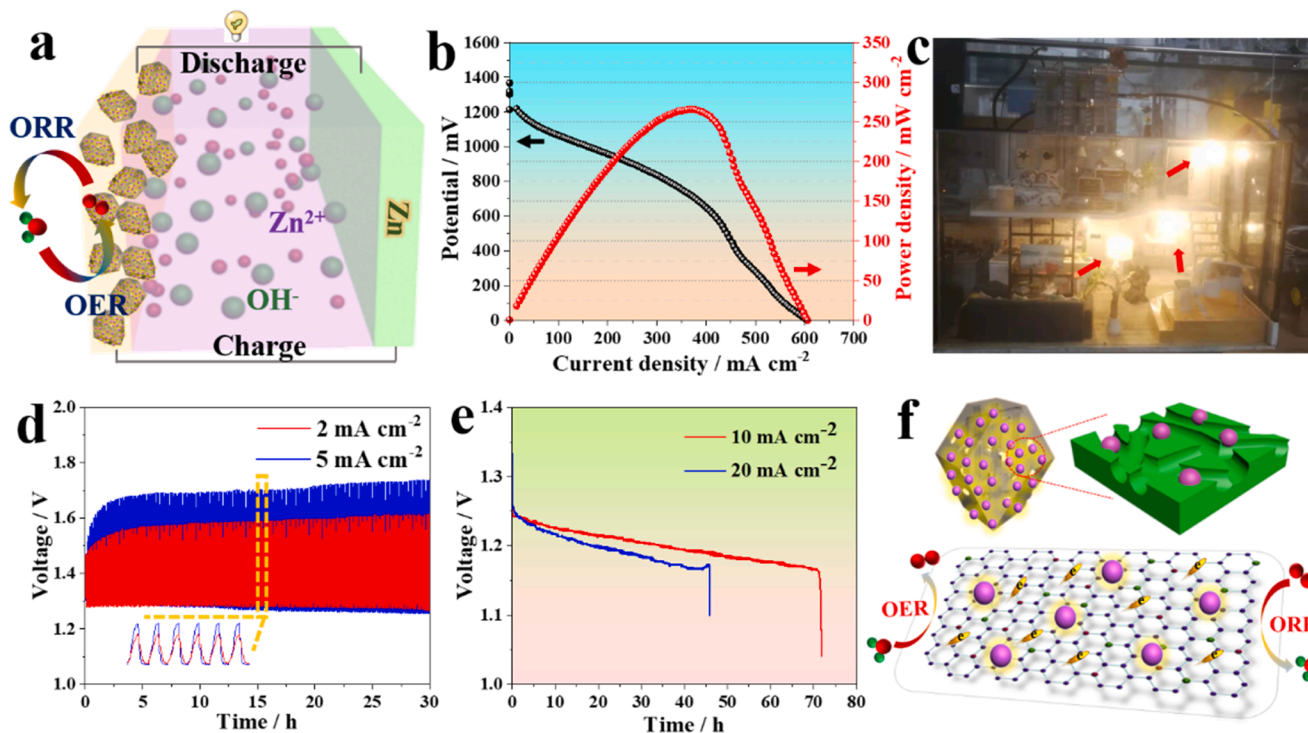 a
Discharge
ORR
Zn²⁺
Zn
OER
OH⁻
Charge
b
1600
1400
1200
1000
800
600
400
200
0
Potential / mV
350
300
250
200
150
100
50
0
Power density / mW cm⁻²
0 100 200 300 400 500 600 700
Current density / mA cm⁻²
c
d
2.0
1.8
1.6
1.4
1.2
1.0
Voltage / V
2 mA cm⁻²
5 mA cm⁻²
0 5 10 15 20 25 30
Time / h
e
1.4
1.3
1.2
1.1
1.0
Voltage / V
10 mA cm⁻²
20 mA cm⁻²
0 10 20 30 40 50 60 70 80
Time / h
f
OER
e e e e e e e e